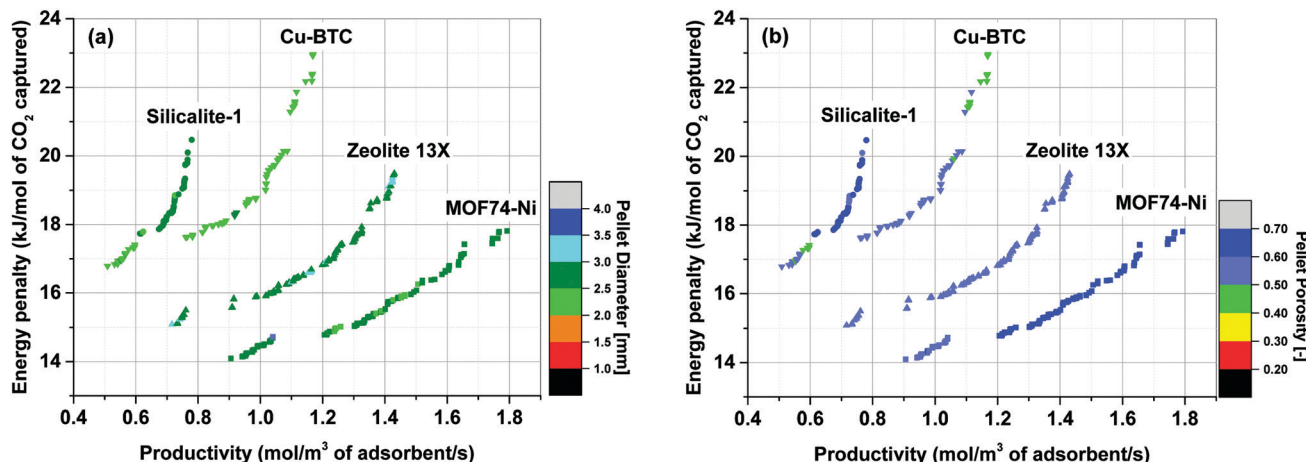 (a)
Cu-BTC
Silicalite-1
Zeolite 13X
MOF74-Ni
24
22
20
18
16
14
Energy penalty (kJ/mol of CO₂ captured)
0.4 0.6 0.8 1.0 1.2 1.4 1.6 1.8
Productivity (mol/m³ of adsorbent/s)
4.0
3.5
3.0
2.5
2.0
1.5
1.0
Pellet Diameter [mm]
(b)
Cu-BTC
Silicalite-1
Zeolite 13X
MOF74-Ni
24
22
20
18
16
14
Energy penalty (kJ/mol of CO₂ captured)
0.4 0.6 0.8 1.0 1.2 1.4 1.6 1.8
Productivity (mol/m³ of adsorbent/s)
0.70
0.60
0.50
0.40
0.30
0.20
Pellet Porosity [-]